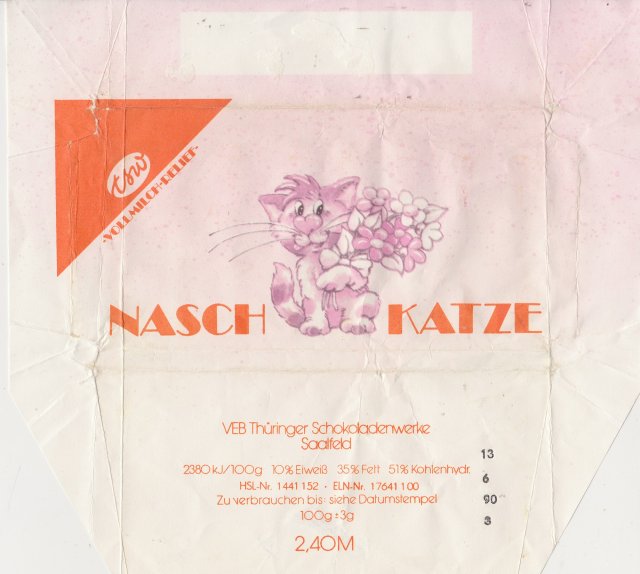 tsw
·VOLLMILCH-RELIEF·
NASCH KATZE
VEB Thüringer Schokoladenwerke
Saalfeld
2380 kJ/100g 10% Eiweiß 35% Fett 51% Kohlenhydr.
HSL-Nr. 1441152 · ELN-Nr. 17641100
Zu verbrauchen bis: siehe Datumstempel
100g ± 3g
2,40M
13
6
90
3